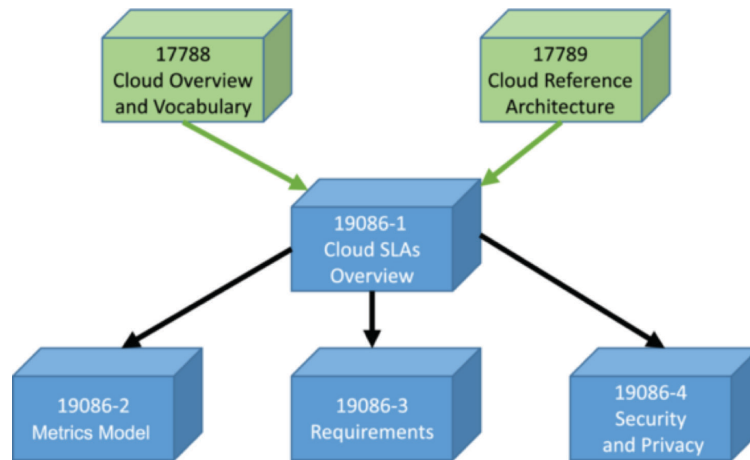 17788
Cloud Overview
and Vocabulary
17789
Cloud Reference
Architecture
19086-1
Cloud SLAs
Overview
19086-2
Metrics Model
19086-3
Requirements
19086-4
Security
and Privacy